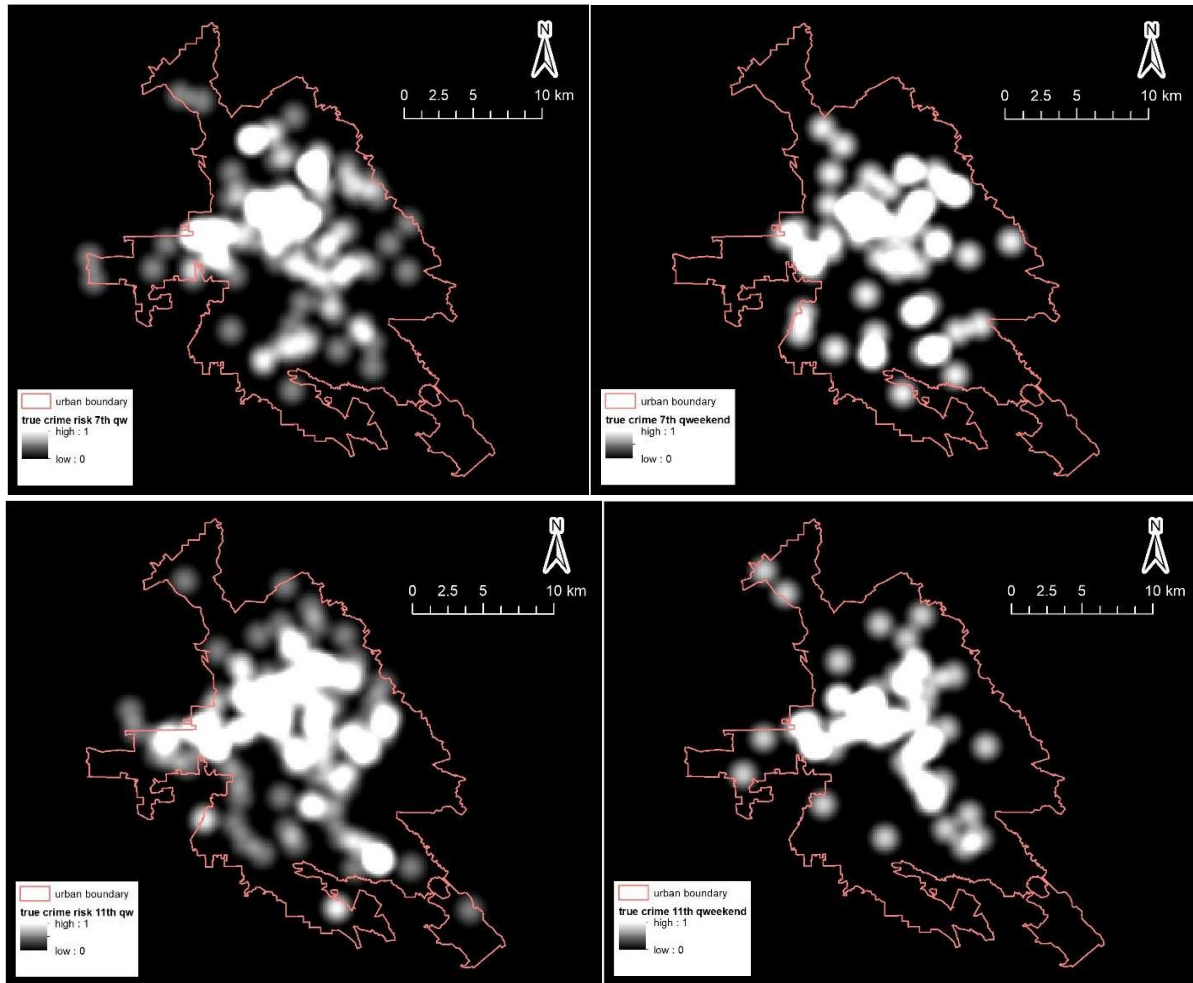 N
0 2.5 5 10 km
urban boundary
true crime risk 7th qw
high : 1
low : 0
N
0 2.5 5 10 km
urban boundary
true crime 7th qweekend
high : 1
low : 0
N
0 2.5 5 10 km
urban boundary
true crime risk 11th qw
high : 1
low : 0
N
0 2.5 5 10 km
urban boundary
true crime 11th qweekend
high : 1
low : 0